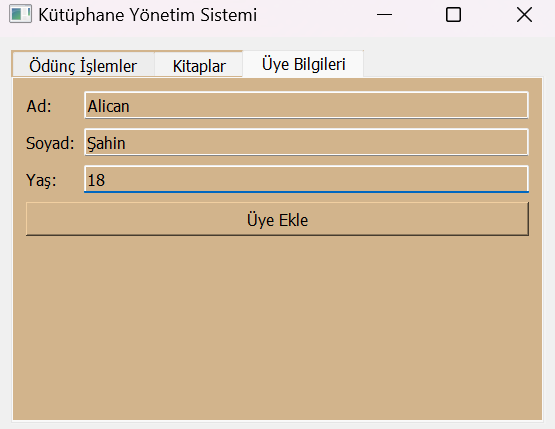 Kütüphane Yönetim Sistemi
Ödünç İşlemler Kitaplar Üye Bilgileri
Ad: Alican
Soyad: Şahin
Yaş: 18
Üye Ekle